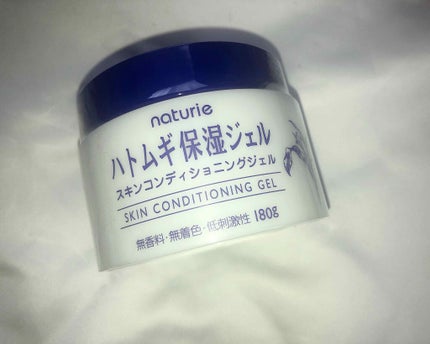 naturie
ハトムギ保湿ジェル
スキンコンディショニングジェル
SKIN CONDITIONING GEL
180g
無香料・無着色・低刺激性